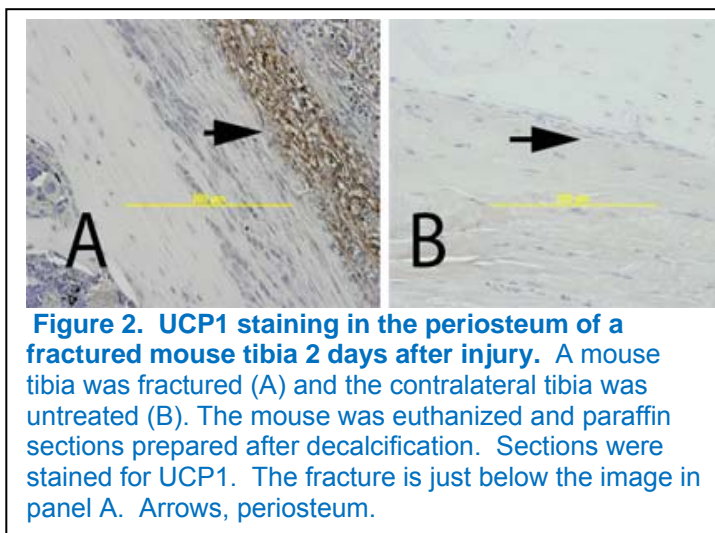 A
B
Figure 2. UCP1 staining in the periosteum of a
fractured mouse tibia 2 days after injury. A mouse
tibia was fractured (A) and the contralateral tibia was
untreated (B). The mouse was euthanized and paraffin
sections prepared after decalcification. Sections were
stained for UCP1. The fracture is just below the image in
panel A. Arrows, periosteum.